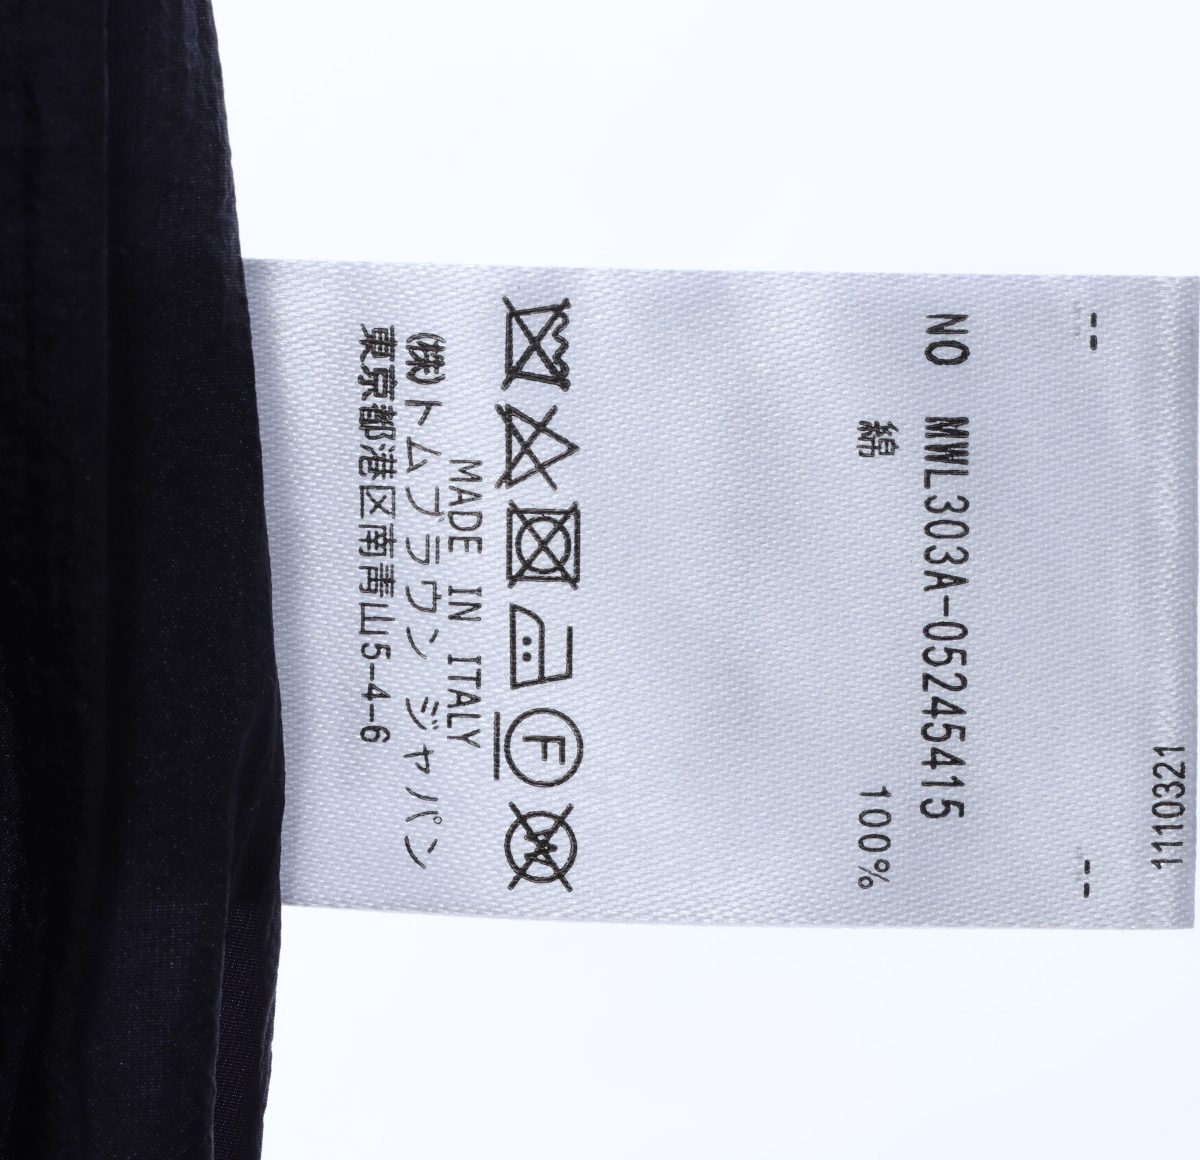 1110321
-- --
NO MWL303A-05245415
綿 100%
F
W
MADE IN ITALY
㈱トムブラウン ジャパン
東京都港区南青山5-4-6